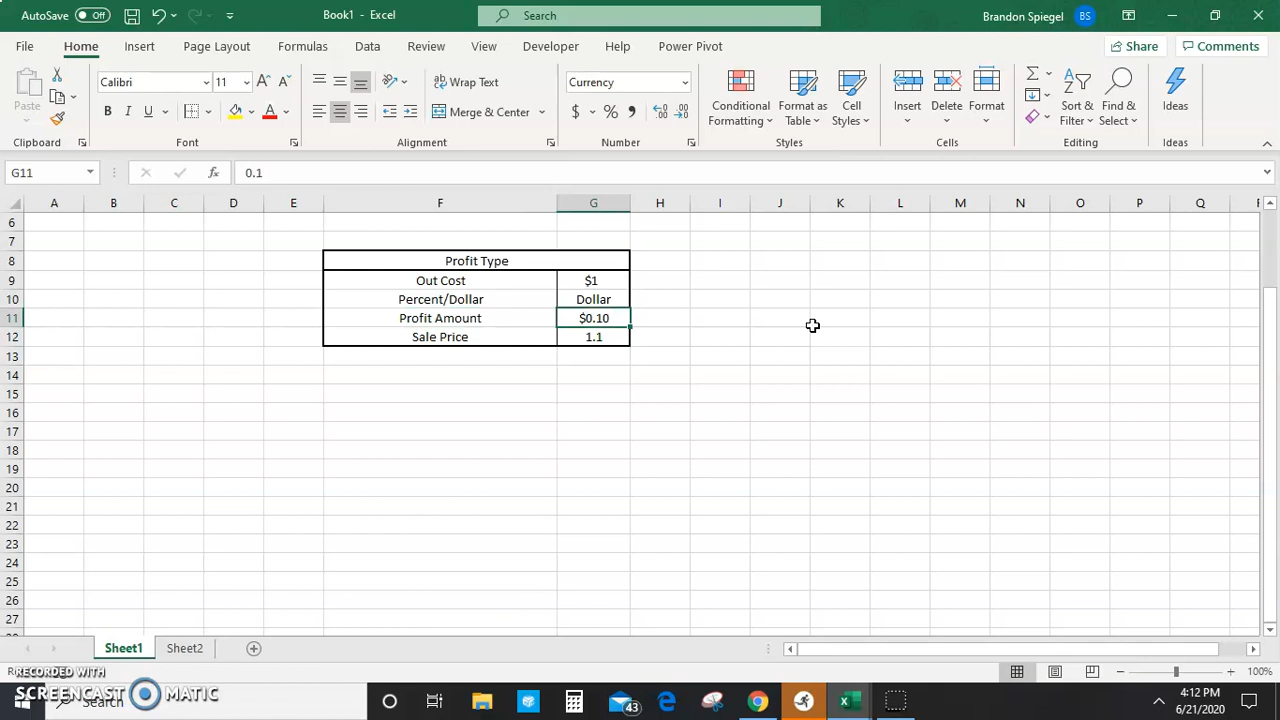 AutoSave Off Book1 - Excel Search Brandon Spiegel BS
File Home Insert Page Layout Formulas Data Review View Developer Help Power Pivot Share Comments
Paste Calibri 11 A A Wrap Text Currency Conditional Formatting Format as Table Cell Styles Insert Delete Format Sort & Filter Find & Select Ideas
B I U A Merge & Center $ % ,
Clipboard Font Alignment Number Styles Cells Editing Ideas
G11 fx 0.1
A B C D E F G H I J K L M N O P Q
6
7
8 Profit Type
9 Out Cost $1
10 Percent/Dollar Dollar
11 Profit Amount $0.10
12 Sale Price 1.1
13
14
15
16
17
18
19
20
21
22
23
24
25
26
27
Sheet1 Sheet2
RECORDED WITH
SCREENCAST MATIC
100%
Search
43
4:12 PM
6/21/2020